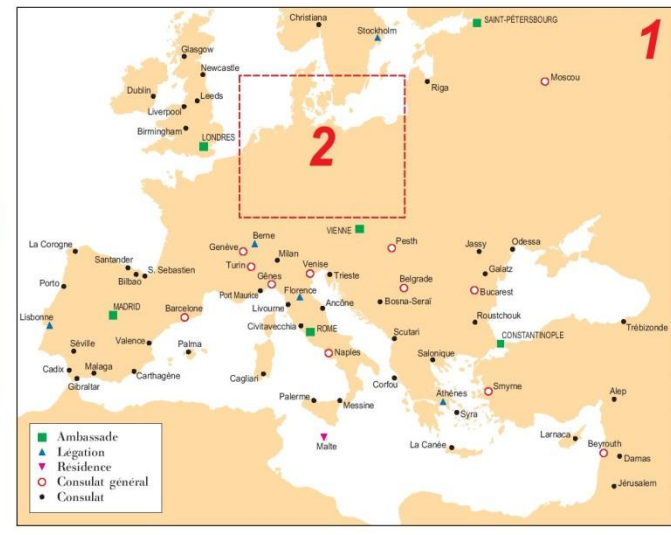 1
Christiana
Stockholm
SAINT-PÉTERSBOURG
Glasgow
Newcastle
Moscou
Riga
Dublin
Leeds
Liverpool
Birmingham
LONDRES
2
VIENNE
La Corogne
Berne
Pesth
Jassy
Odessa
Genève
Milan
Santander
S. Sebastien
Turin
Venise
Trieste
Galatz
Bilbao
Gênes
Belgrade
Porto
Port Maurice
Florence
Bucarest
Bosna-Seraï
Lisbonne
MADRID
Barcelone
Livourne
Ancône
Roustchouk
Trébizonde
Civitavecchia
ROME
Scutari
CONSTANTINOPLE
Séville
Valence
Palma
Naples
Salonique
Cadix
Malaga
Carthagène
Cagliari
Corfou
Smyrne
Gibraltar
Athènes
Alep
Palerme
Messine
Syra
Larnaca
Malte
La Canée
Beyrouth
Damas
Jérusalem
Ambassade
Légation
Résidence
Consulat général
Consulat